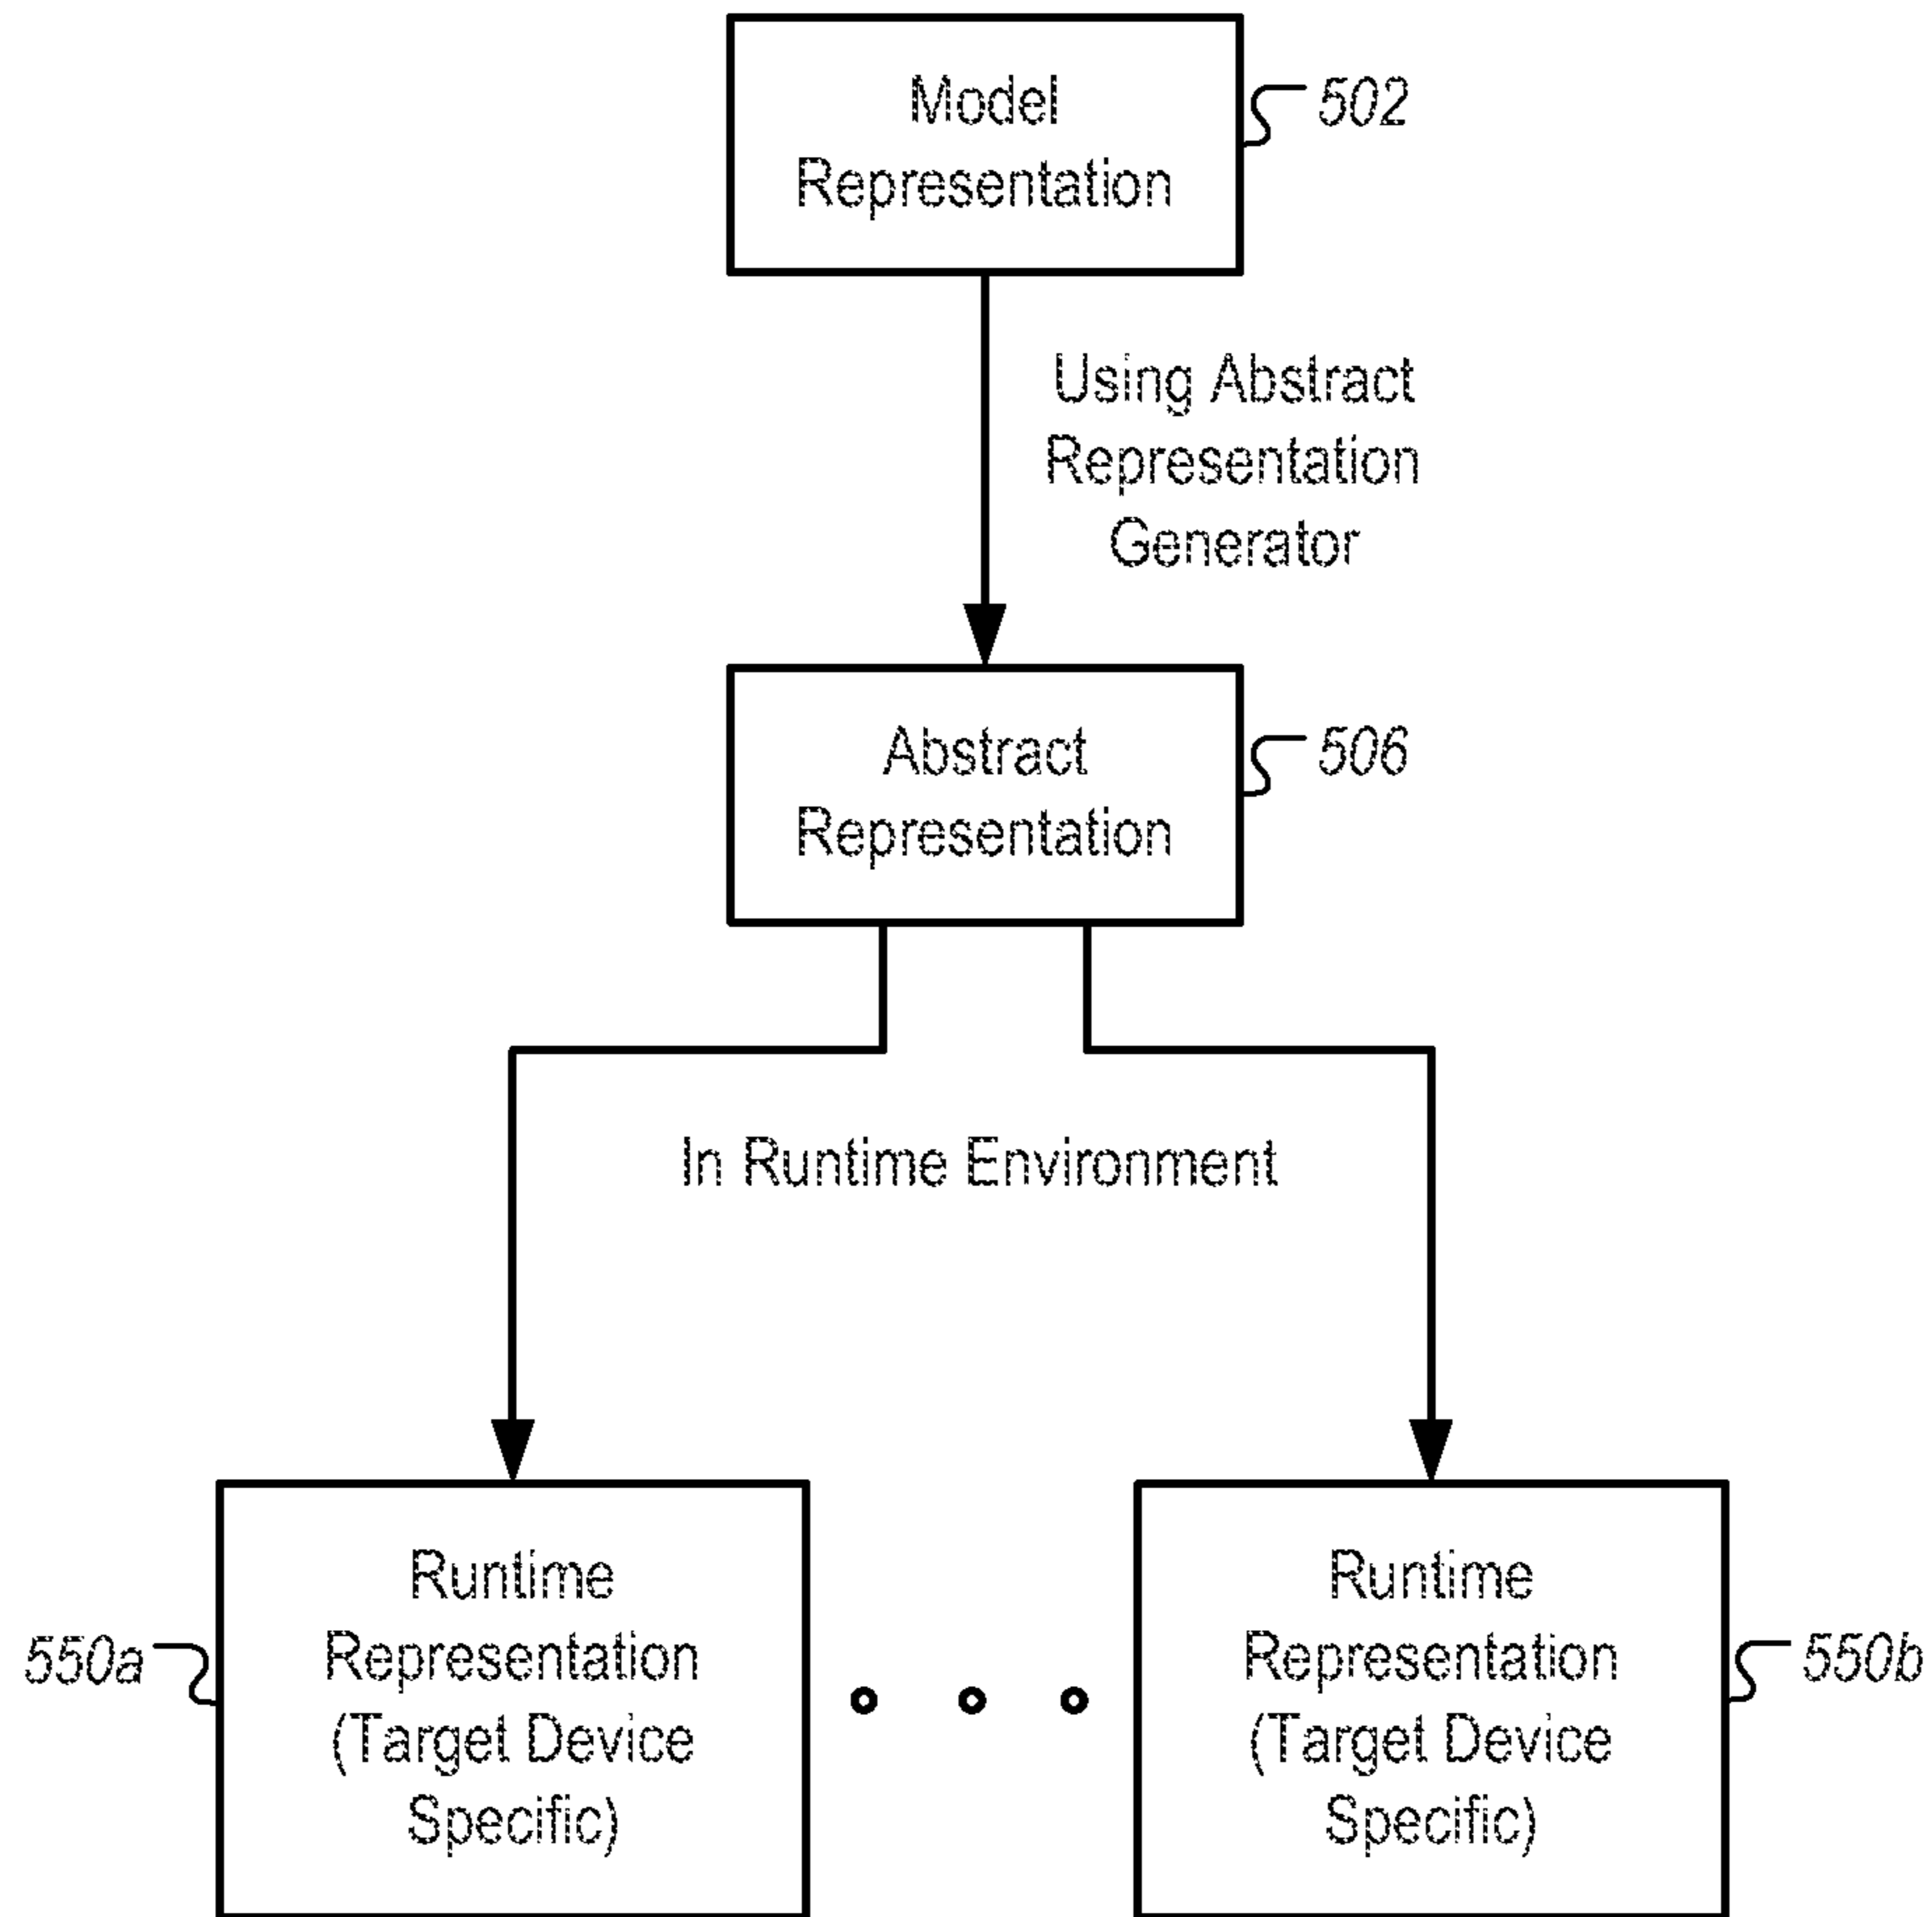 Model
Representation
502
Using Abstract
Representation
Generator
Abstract
Representation
506
In Runtime Environment
550a
Runtime
Representation
(Target Device
Specific)
Runtime
Representation
(Target Device
Specific)
550b